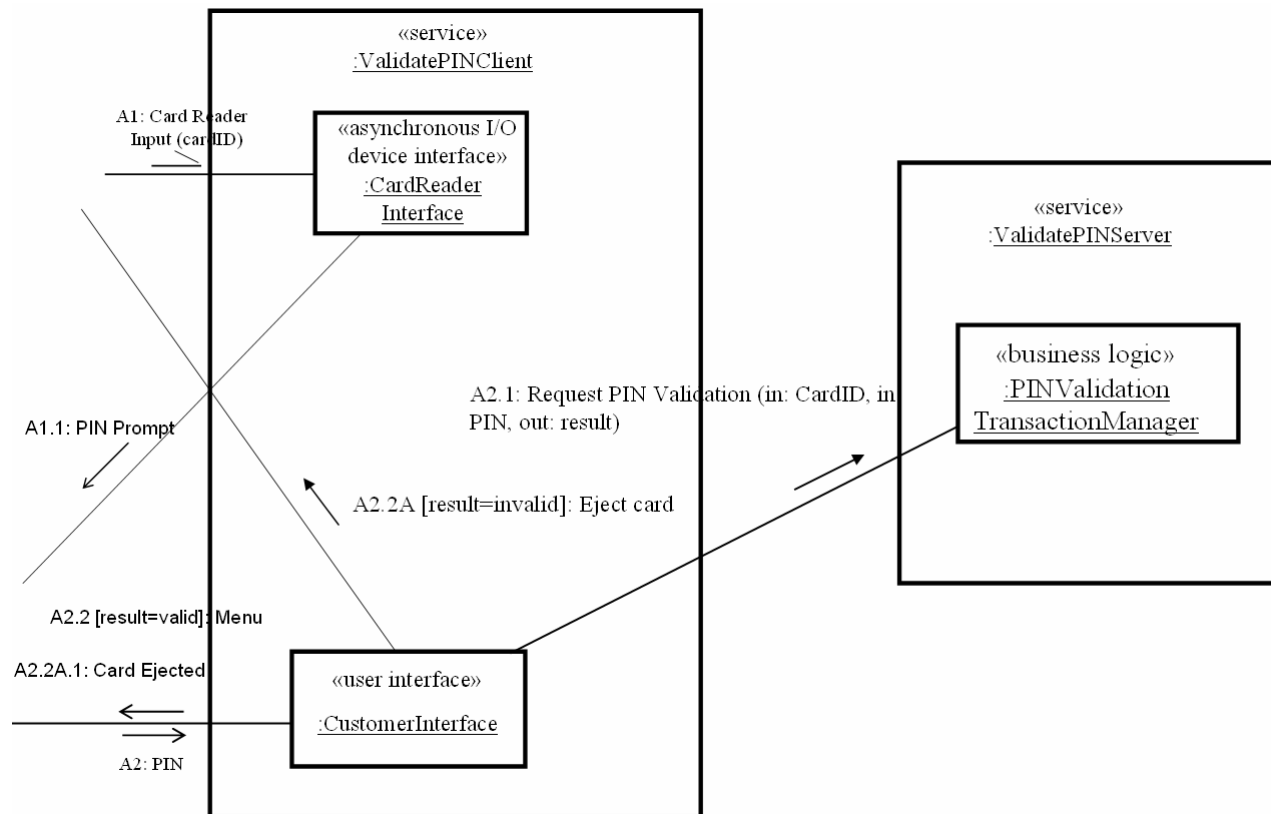 «service»
:ValidatePINClient
A1: Card Reader
Input (cardID)
«asynchronous I/O
device interface»
:CardReader
Interface
«service»
:ValidatePINServer
«business logic»
:PINValidation
TransactionManager
A2.1: Request PIN Validation (in: CardID, in
PIN, out: result)
A1.1: PIN Prompt
A2.2A [result=invalid]: Eject card
A2.2 [result=valid]: Menu
A2.2A.1: Card Ejected
«user interface»
:CustomerInterface
A2: PIN